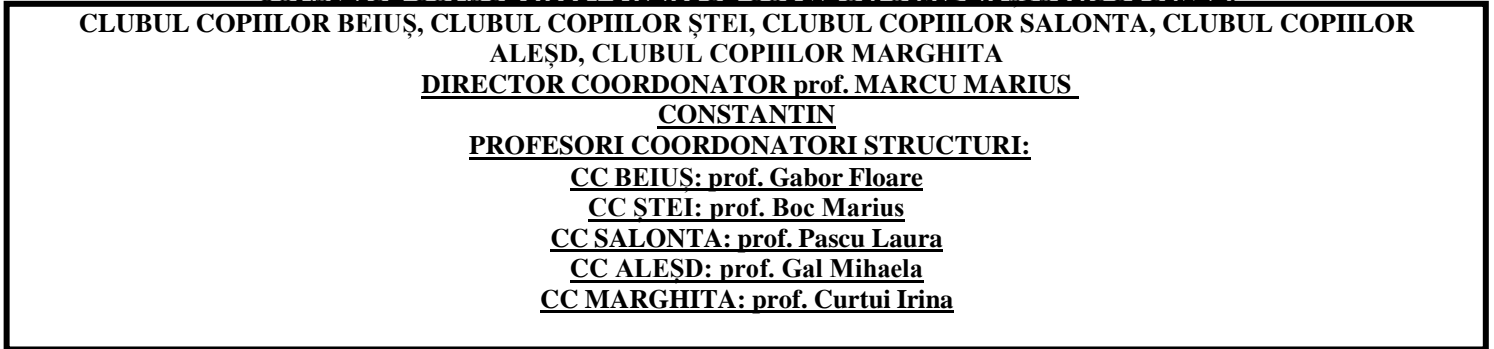 CLUBUL COPIILOR BEIUȘ, CLUBUL COPIILOR ȘTEI, CLUBUL COPIILOR SALONTA, CLUBUL COPIILOR
ALEȘD, CLUBUL COPIILOR MARGHITA
DIRECTOR COORDONATOR prof. MARCU MARIUS
CONSTANTIN
PROFESORI COORDONATORI STRUCTURI:
CC BEIUȘ: prof. Gabor Floare
CC ȘTEI: prof. Boc Marius
CC SALONTA: prof. Pascu Laura
CC ALEȘD: prof. Gal Mihaela
CC MARGHITA: prof. Curtui Irina